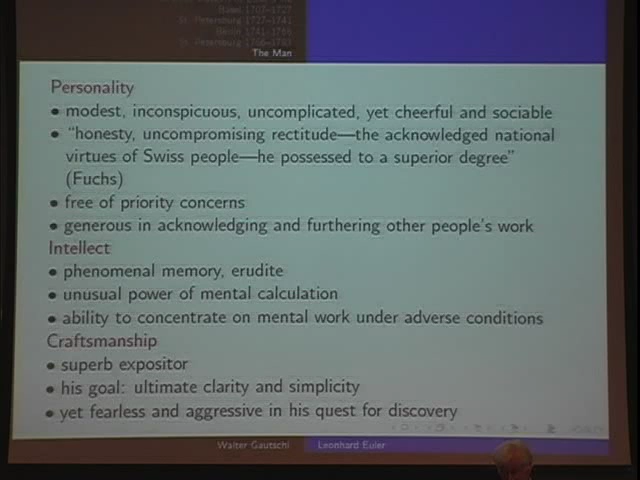 Basel 1707–1727
St. Petersburg 1727–1741
Berlin 1741–1766
St. Petersburg
The Man
Personality
• modest, inconspicuous, uncomplicated, yet cheerful and sociable
• "honesty, uncompromising rectitude—the acknowledged national
virtues of Swiss people—he possessed to a superior degree"
(Fuchs)
• free of priority concerns
• generous in acknowledging and furthering other people's work
Intellect
• phenomenal memory, erudite
• unusual power of mental calculation
• ability to concentrate on mental work under adverse conditions
Craftsmanship
• superb expositor
• his goal: ultimate clarity and simplicity
• yet fearless and aggressive in his quest for discovery
Walter Gautschi Leonhard Euler